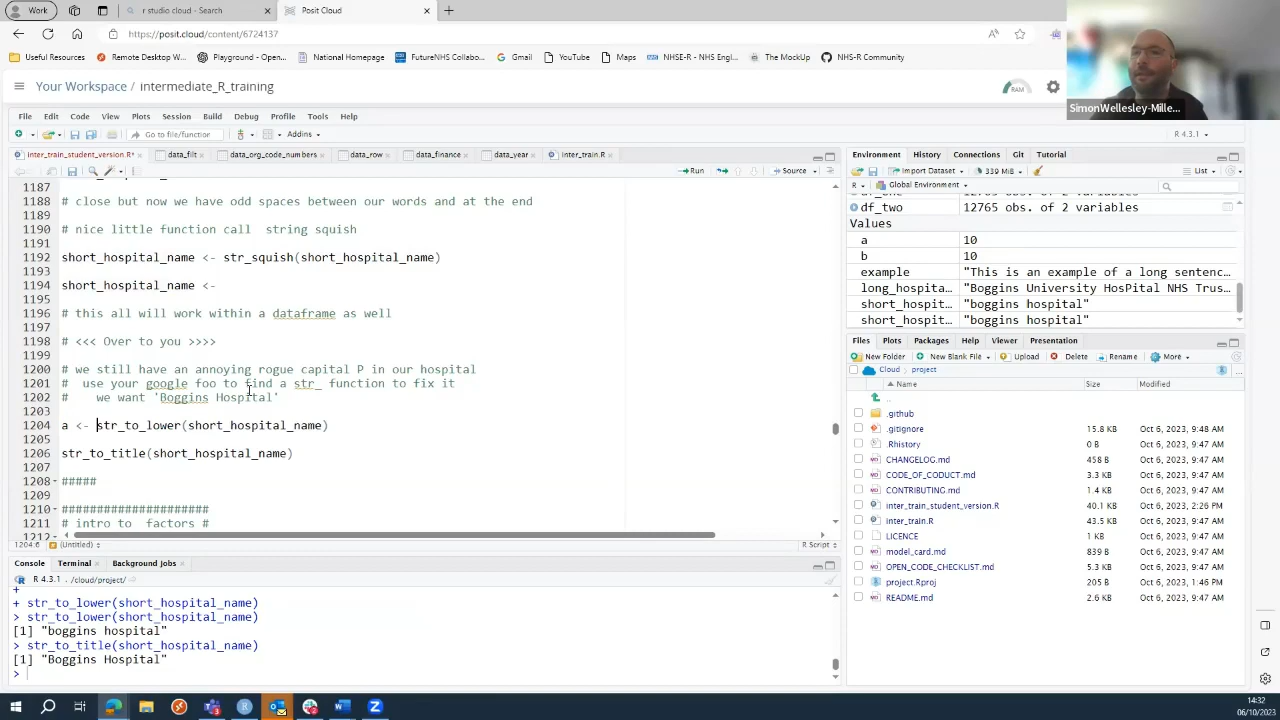 Work
r studio cloud - Search
Posit Cloud
https://posit.cloud/content/6724137
Useful Resources
Remote Desktop W...
Playground - Open...
National Homepage
FutureNHS Collabo...
Gmail
YouTube
Maps
NHSE-R - NHS Engl...
The MockUp
NHS-R Community
SimonWellesley-Mille...
Your Workspace / intermediate_R_training
RAM
File Edit Code View Plots Session Build Debug Profile Tools Help
Go to file/function
Addins
R 4.3.1
inter_train_student_version.R*
data_filt
data_org_code_numbers
data_row
data_finance
data_year
inter_train.R
Run
Source
1187
1188 # close but now we have odd spaces between our words and at the end
1189
1190 # nice little function call  string squish
1191
1192 short_hospital_name <- str_squish(short_hospital_name)
1193
1194 short_hospital_name <-
1195
1196 # this all will work within a dataframe as well
1197
1198 # <<< Over to you >>>>
1199
1200 # we still have an annoying rogue capital P in our hospital
1201 #  use your google foo to find a str_ function to fix it
1202 #    we want 'Boggins Hospital'
1203
1204 a <- str_to_lower(short_hospital_name)
1205
1206 str_to_title(short_hospital_name)
1207
1208 #####
1209
1210 #####################
1211 # intro to  factors #
1212
1204:6 (Untitled)
R Script
Console Terminal Background Jobs
R 4.3.1 . /cloud/project/
+
+ str_to_lower(short_hospital_name)
> str_to_lower(short_hospital_name)
[1] "boggins hospital"
> str_to_title(short_hospital_name)
[1] "Boggins Hospital"
>
Environment History Connections Git Tutorial
Import Dataset
339 MiB
List
R
Global Environment
df_two 12765 obs. of 2 variables
Values
a 10
b 10
example "This is an example of a long sentenc...
long_hospita... "Boggins University HosPital NHS Trus...
short_hospit... "boggins hospital"
short_hospit... "boggins hospital"
Files Plots Packages Help Viewer Presentation
New Folder New Blank File Upload Delete Rename More
Cloud project
Name Size Modified
..
.github
.gitignore 15.8 KB Oct 6, 2023, 9:48 AM
.Rhistory 0 B Oct 6, 2023, 9:47 AM
CHANGELOG.md 458 B Oct 6, 2023, 9:47 AM
CODE_OF_CODUCT.md 3.3 KB Oct 6, 2023, 9:47 AM
CONTRIBUTING.md 1.4 KB Oct 6, 2023, 9:47 AM
inter_train_student_version.R 40.1 KB Oct 6, 2023, 2:26 PM
inter_train.R 43.5 KB Oct 6, 2023, 9:47 AM
LICENCE 1 KB Oct 6, 2023, 9:47 AM
model_card.md 839 B Oct 6, 2023, 9:47 AM
OPEN_CODE_CHECKLIST.md 5.3 KB Oct 6, 2023, 9:47 AM
project.Rproj 205 B Oct 6, 2023, 1:46 PM
README.md 2.6 KB Oct 6, 2023, 9:47 AM
14:32
06/10/2023